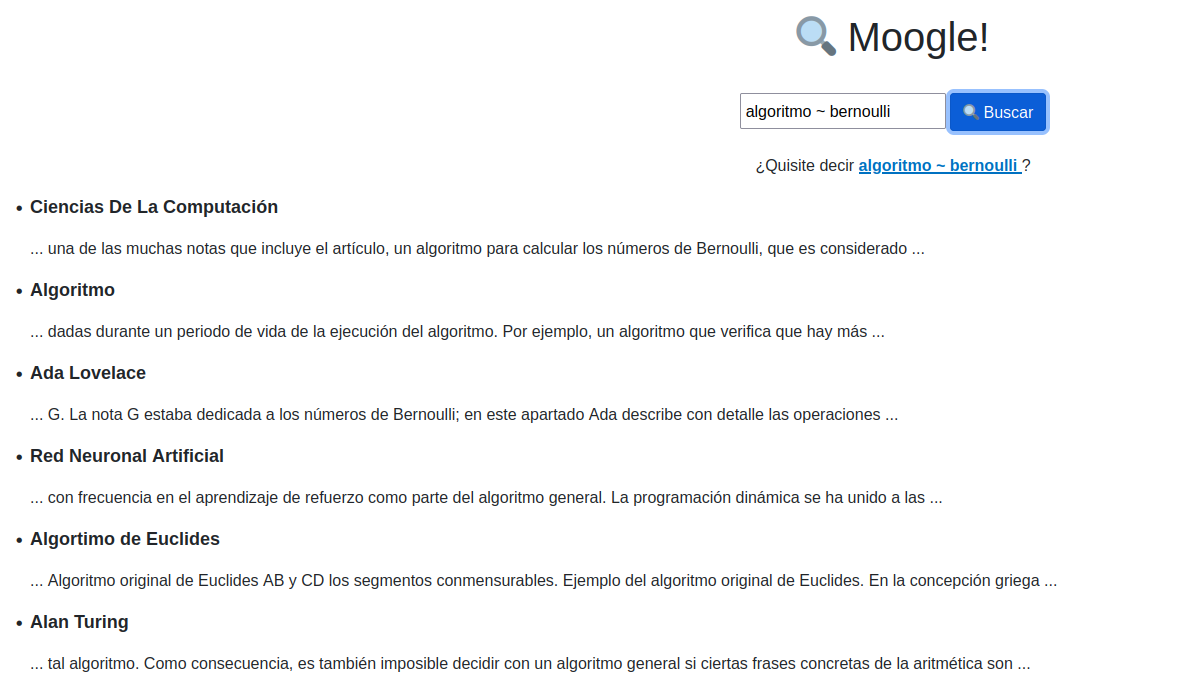 Moogle!
algoritmo ~ bernoulli
Buscar
¿Quisite decir algoritmo ~ bernoulli ?
• Ciencias De La Computación
... una de las muchas notas que incluye el artículo, un algoritmo para calcular los números de Bernoulli, que es considerado ...
• Algoritmo
... dadas durante un periodo de vida de la ejecución del algoritmo. Por ejemplo, un algoritmo que verifica que hay más ...
• Ada Lovelace
... G. La nota G estaba dedicada a los números de Bernoulli; en este apartado Ada describe con detalle las operaciones ...
• Red Neuronal Artificial
... con frecuencia en el aprendizaje de refuerzo como parte del algoritmo general. La programación dinámica se ha unido a las ...
• Algortimo de Euclides
... Algoritmo original de Euclides AB y CD los segmentos conmensurables. Ejemplo del algoritmo original de Euclides. En la concepción griega ...
• Alan Turing
... tal algoritmo. Como consecuencia, es también imposible decidir con un algoritmo general si ciertas frases concretas de la aritmética son ...